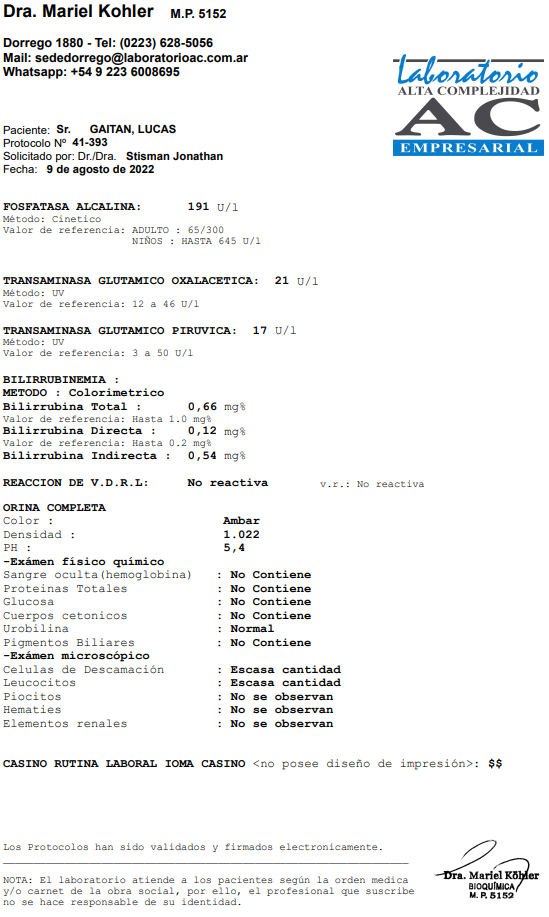 Dra. Mariel Kohler M.P. 5152
Dorrego 1880 - Tel: (0223) 628-5056
Mail: sededorrego@laboratorioac.com.ar
Whatsapp: +54 9 223 6008695
Laboratorio
ALTA COMPLEJIDAD
AC
EMPRESARIAL
Paciente: Sr. GAITAN, LUCAS
Protocolo Nº 41-393
Solicitado por: Dr./Dra. Stisman Jonathan
Fecha: 9 de agosto de 2022
FOSFATASA ALCALINA: 191 U/l
Método: Cinetico
Valor de referencia: ADULTO : 65/300
NIÑOS : HASTA 645 U/l
TRANSAMINASA GLUTAMICO OXALACETICA: 21 U/l
Método: UV
Valor de referencia: 12 a 46 U/l
TRANSAMINASA GLUTAMICO PIRUVICA: 17 U/l
Método: UV
Valor de referencia: 3 a 50 U/l
BILIRRUBINEMIA :
METODO : Colorimetrico
Bilirrubina Total : 0,66 mg%
Valor de referencia: Hasta 1.0 mg%
Bilirrubina Directa : 0,12 mg%
Valor de referencia: Hasta 0.2 mg%
Bilirrubina Indirecta : 0,54 mg%
REACCION DE V.D.R.L: No reactiva v.r.: No reactiva
ORINA COMPLETA
Color : Ambar
Densidad : 1.022
PH : 5,4
-Exámen físico químico
Sangre oculta(hemoglobina) : No Contiene
Proteinas Totales : No Contiene
Glucosa : No Contiene
Cuerpos cetonicos : No Contiene
Urobilina : Normal
Pigmentos Biliares : No Contiene
-Exámen microscópico
Celulas de Descamación : Escasa cantidad
Leucocitos : Escasa cantidad
Piocitos : No se observan
Hematíes : No se observan
Elementos renales : No se observan
CASINO RUTINA LABORAL IOMA CASINO <no posee diseño de impresión>: $$
Los Protocolos han sido validados y firmados electronicamente.
NOTA: El laboratorio atiende a los pacientes según la orden medica
y/o carnet de la obra social, por ello, el profesional que suscribe
no se hace responsable de su identidad.
Dra. Mariel Köhler
BIOQUÍMICA
M. P. 5152